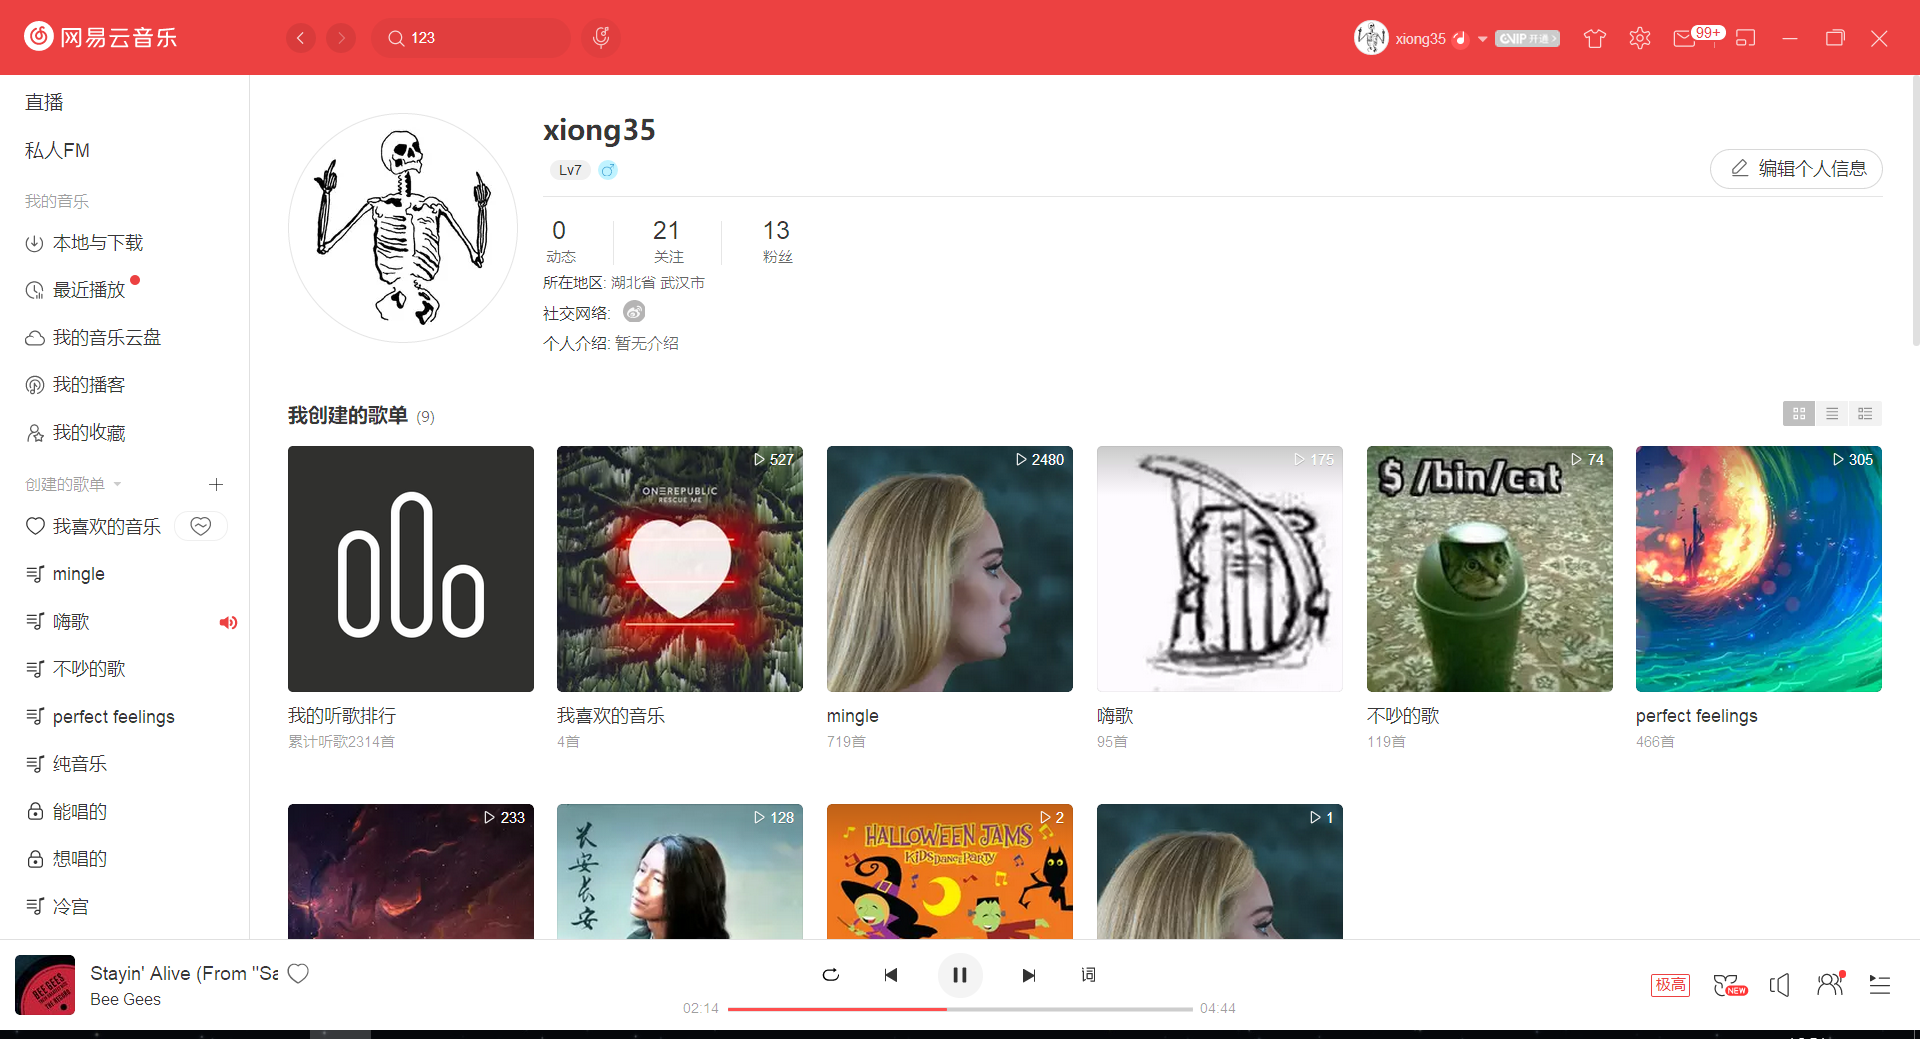 网易云音乐
123
xiong35
VIP 开通
99+
直播
私人FM
我的音乐
本地与下载
最近播放
我的音乐云盘
我的播客
我的收藏
创建的歌单
我喜欢的音乐
mingle
嗨歌
不吵的歌
perfect feelings
纯音乐
能唱的
想唱的
冷宫
xiong35
Lv7
编辑个人信息
0
动态
21
关注
13
粉丝
所在地区: 湖北省 武汉市
社交网络:
个人介绍: 暂无介绍
我创建的歌单 (9)
我的听歌排行
累计听歌2314首
527
ONEREPUBLIC
RESCUE ME
我喜欢的音乐
4首
2480
mingle
719首
175
嗨歌
95首
74
$ /bin/cat
不吵的歌
119首
305
perfect feelings
466首
233
128
长安长安
2
HALLOWEEN JAMS
KIDS DANCE PARTY
1
BEE GEES
THE RECORD
Stayin' Alive (From "Sa
Bee Gees
词
02:14
04:44
极高
NEW